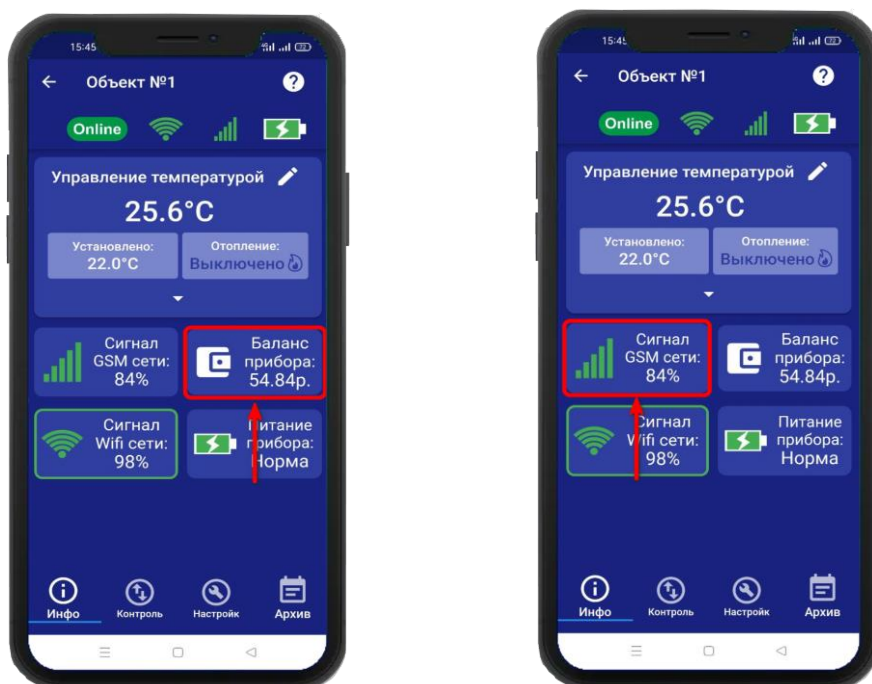 15:45
Объект №1
Online
Управление температурой
25.6°C
Установлено:
22.0°C
Отопление:
Выключено
Сигнал
GSM сети:
84%
Баланс
прибора:
54.84р.
Сигнал
Wifi сети:
98%
Питание
прибора:
Норма
Инфо
Контроль
Настройк
Архив
15:45
Объект №1
Online
Управление температурой
25.6°C
Установлено:
22.0°C
Отопление:
Выключено
Сигнал
GSM сети:
84%
Баланс
прибора:
54.84р.
Сигнал
Wifi сети:
98%
Питание
прибора:
Норма
Инфо
Контроль
Настройк
Архив